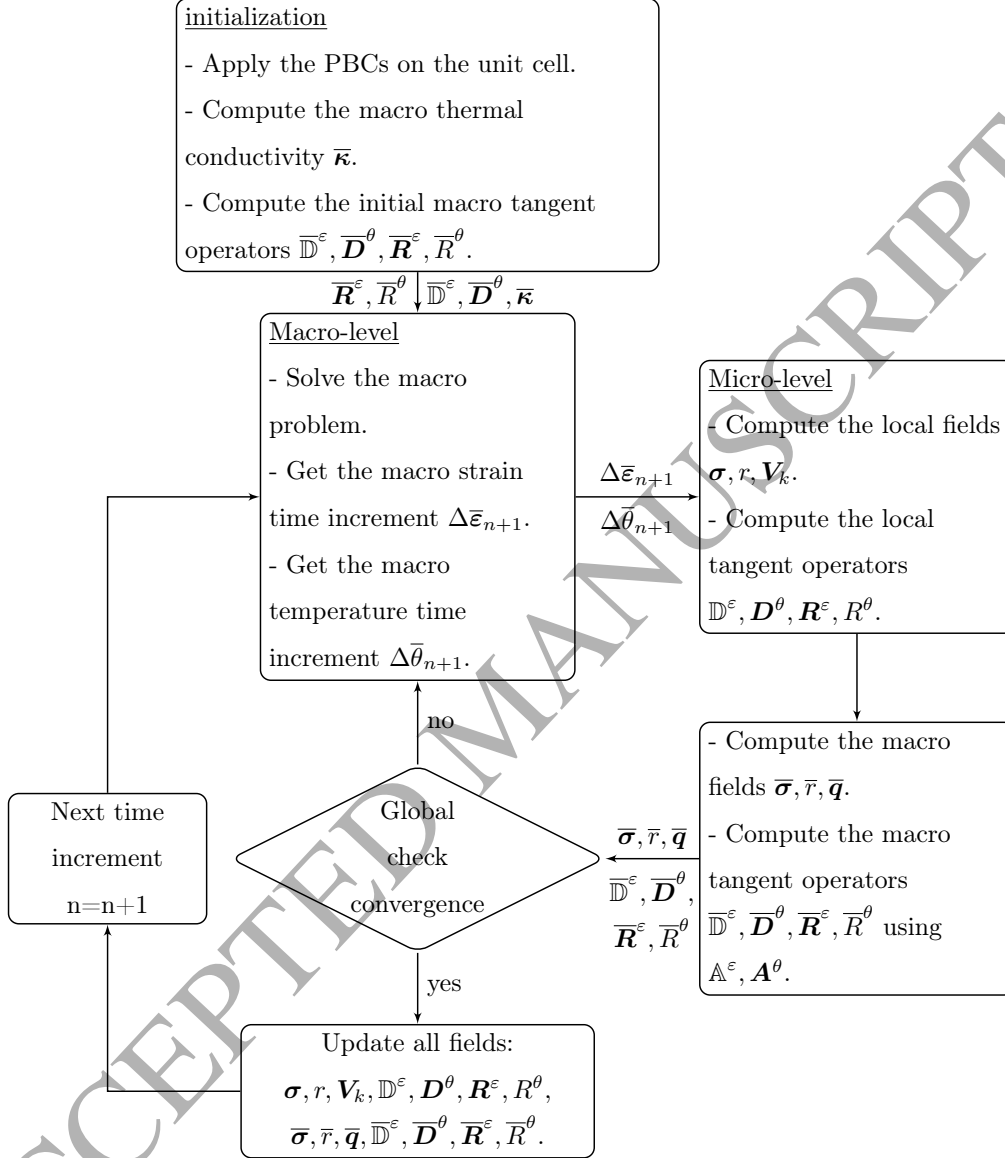 initialization
- Apply the PBCs on the unit cell.
- Compute the macro thermal
conductivity κ̅.
- Compute the initial macro tangent
operators 𝔻̅^ε, D̅^θ, R̅^ε, R̅^θ.
R̅^ε, R̅^θ 𝔻̅^ε, D̅^θ, κ̅
Macro-level
- Solve the macro
problem.
- Get the macro strain
time increment Δε̅ₙ₊₁.
- Get the macro
temperature time
increment Δθ̅ₙ₊₁.
Δε̅ₙ₊₁
Δθ̅ₙ₊₁
Micro-level
- Compute the local fields
σ, r, V_k.
- Compute the local
tangent operators
𝔻^ε, D^θ, R^ε, R^θ.
- Compute the macro
fields σ̅, r̅, q̅.
- Compute the macro
tangent operators
𝔻̅^ε, D̅^θ, R̅^ε, R̅^θ using
𝔸^ε, A^θ.
σ̅, r̅, q̅
𝔻̅^ε, D̅^θ,
R̅^ε, R̅^θ
no
Global
check
convergence
yes
Update all fields:
σ, r, V_k, 𝔻^ε, D^θ, R^ε, R^θ,
σ̅, r̅, q̅, 𝔻̅^ε, D̅^θ, R̅^ε, R̅^θ.
Next time
increment
n=n+1
CCEPTED MANUSCRIPT